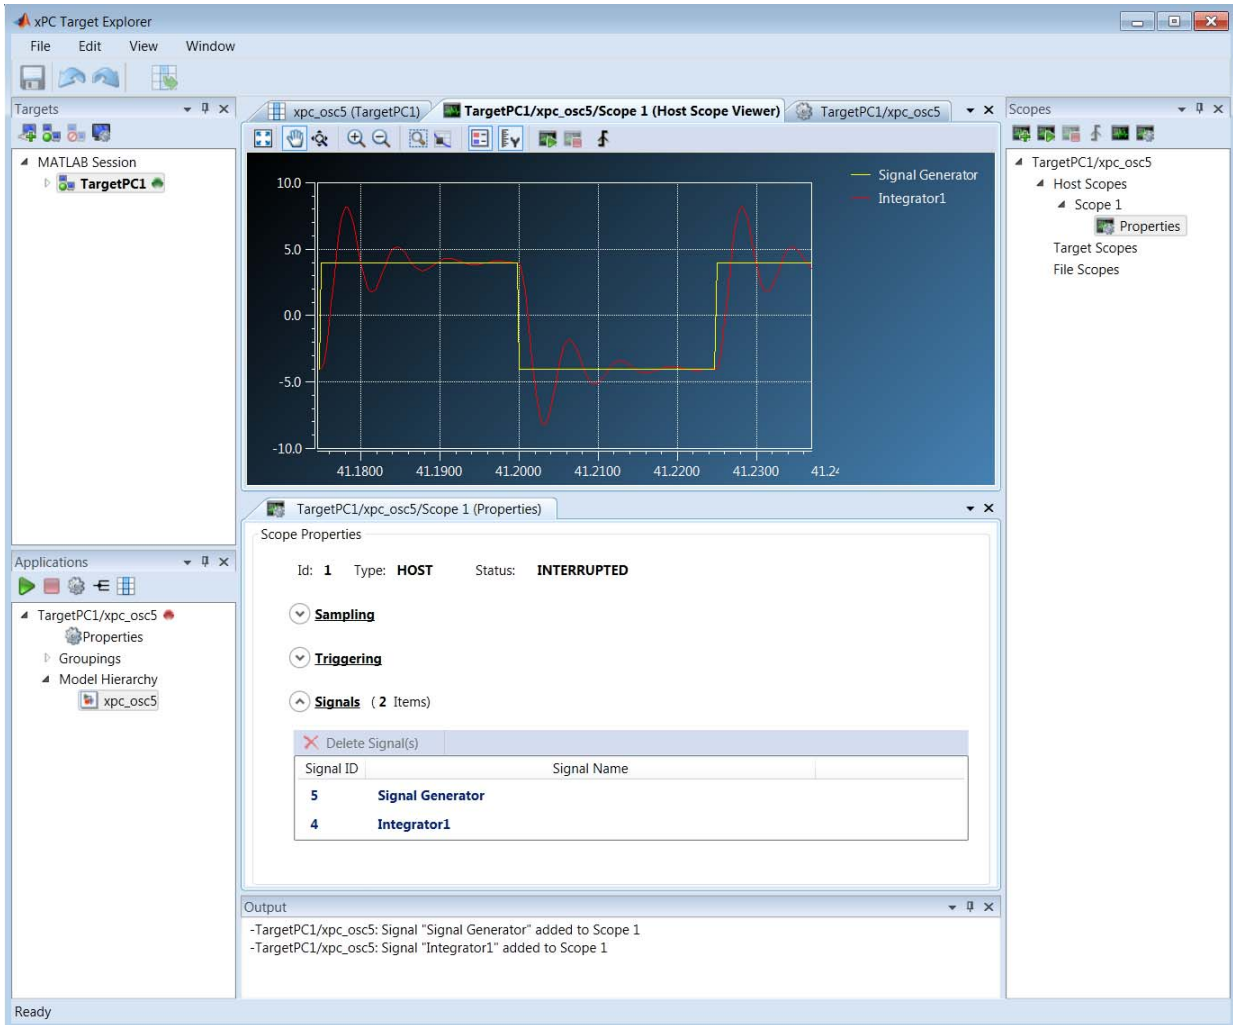 xPC Target Explorer
File Edit View Window
Targets
MATLAB Session
TargetPC1
xpc_osc5 (TargetPC1) TargetPC1/xpc_osc5/Scope 1 (Host Scope Viewer) TargetPC1/xpc_osc5
Signal Generator
Integrator1
10.0
5.0
0.0
-5.0
-10.0
41.1800 41.1900 41.2000 41.2100 41.2200 41.2300 41.24
Scopes
TargetPC1/xpc_osc5
Host Scopes
Scope 1
Properties
Target Scopes
File Scopes
Applications
TargetPC1/xpc_osc5
Properties
Groupings
Model Hierarchy
xpc_osc5
TargetPC1/xpc_osc5/Scope 1 (Properties)
Scope Properties
Id: 1 Type: HOST Status: INTERRUPTED
Sampling
Triggering
Signals ( 2 Items)
Delete Signal(s)
Signal ID Signal Name
5 Signal Generator
4 Integrator1
Output
-TargetPC1/xpc_osc5: Signal "Signal Generator" added to Scope 1
-TargetPC1/xpc_osc5: Signal "Integrator1" added to Scope 1
Ready